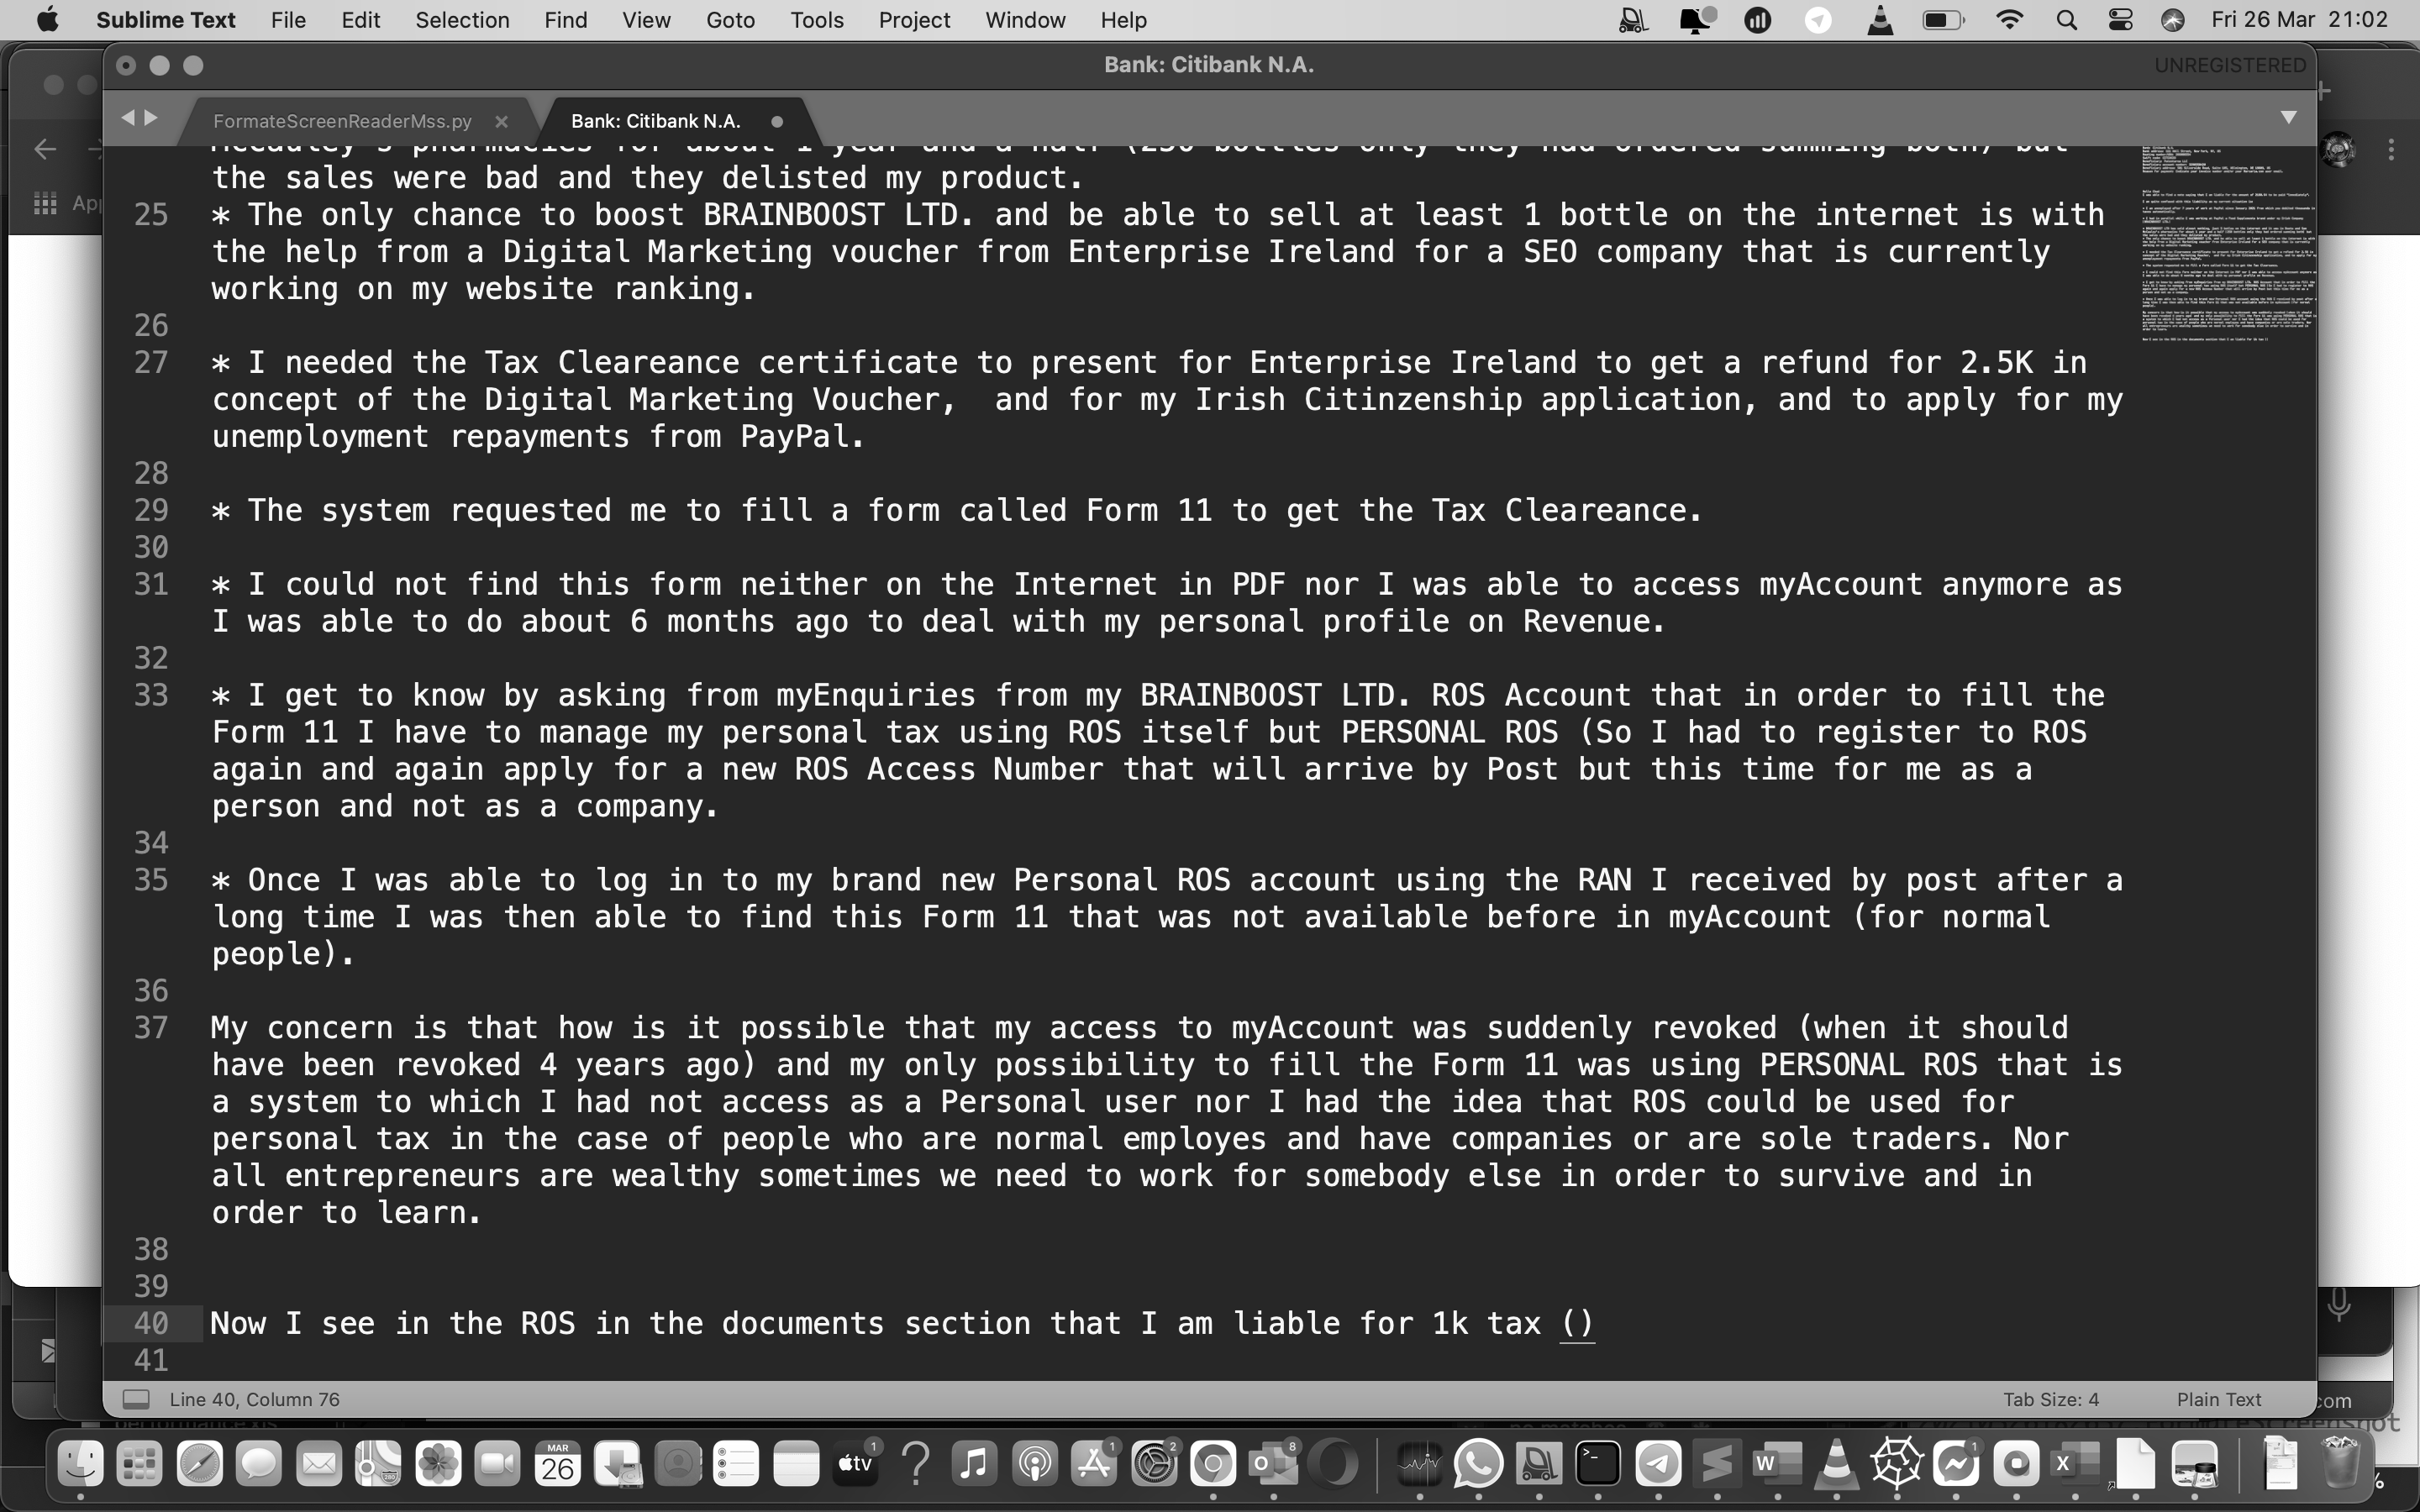 Sublime Text File Edit Selection Find View Goto Tools Project Window Help Fri 26 Mar 21:02
Bank: Citibank N.A. UNREGISTERED
FormateScreenReaderMss.py Bank: Citibank N.A.
the sales were bad and they delisted my product.
25 * The only chance to boost BRAINBOOST LTD. and be able to sell at least 1 bottle on the internet is with
the help from a Digital Marketing voucher from Enterprise Ireland for a SEO company that is currently
working on my website ranking.
26
27 * I needed the Tax Cleareance certificate to present for Enterprise Ireland to get a refund for 2.5K in
concept of the Digital Marketing Voucher,  and for my Irish Citinzenship application, and to apply for my
unemployment repayments from PayPal.
28
29 * The system requested me to fill a form called Form 11 to get the Tax Cleareance.
30
31 * I could not find this form neither on the Internet in PDF nor I was able to access myAccount anymore as
I was able to do about 6 months ago to deal with my personal profile on Revenue.
32
33 * I get to know by asking from myEnquiries from my BRAINBOOST LTD. ROS Account that in order to fill the
Form 11 I have to manage my personal tax using ROS itself but PERSONAL ROS (So I had to register to ROS
again and again apply for a new ROS Access Number that will arrive by Post but this time for me as a
person and not as a company.
34
35 * Once I was able to log in to my brand new Personal ROS account using the RAN I received by post after a
long time I was then able to find this Form 11 that was not available before in myAccount (for normal
people).
36
37 My concern is that how is it possible that my access to myAccount was suddenly revoked (when it should
have been revoked 4 years ago) and my only possibility to fill the Form 11 was using PERSONAL ROS that is
a system to which I had not access as a Personal user nor I had the idea that ROS could be used for
personal tax in the case of people who are normal employes and have companies or are sole traders. Nor
all entrepreneurs are wealthy sometimes we need to work for somebody else in order to survive and in
order to learn.
38
39
40 Now I see in the ROS in the documents section that I am liable for 1k tax ()
41
Line 40, Column 76 Tab Size: 4 Plain Text
MAR
26
tv